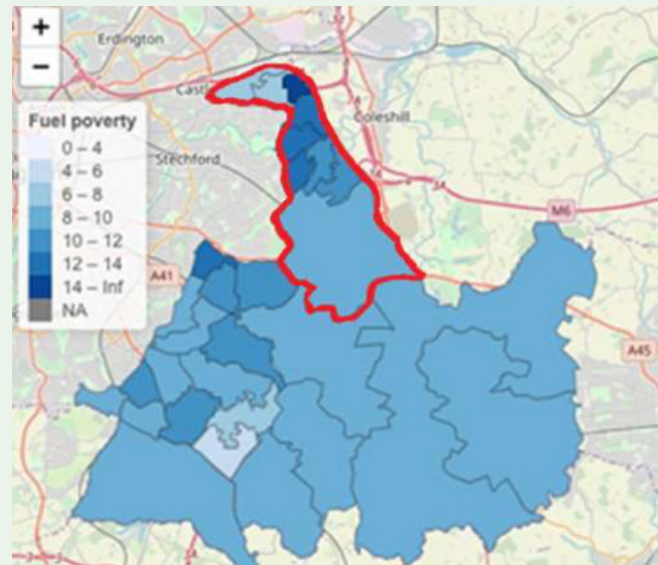 +
−
Erdington
Castle
Coleshill
Fuel poverty
0 – 4
4 – 6
6 – 8
8 – 10
10 – 12
12 – 14
14 – Inf
NA
Stechford
M6
A41
A45